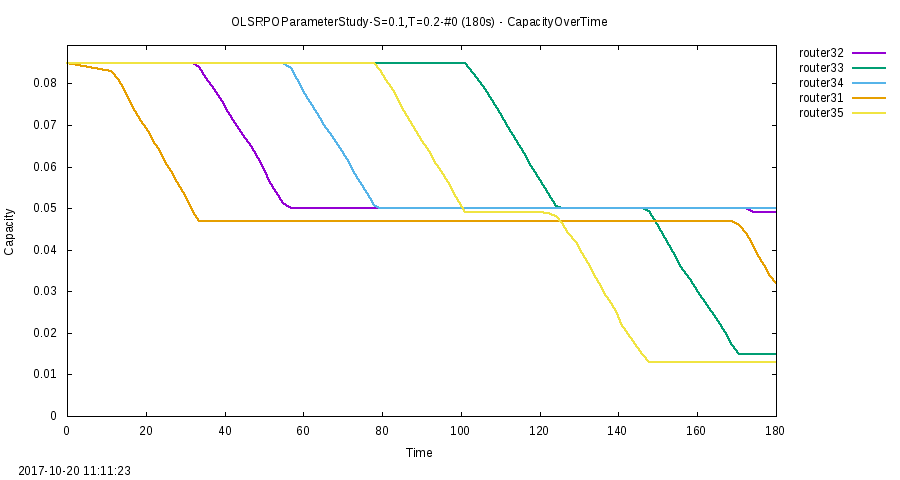 OLSRPOParameterStudy-S=0.1,T=0.2-#0 (180s) - CapacityOverTime
router32
router33
router34
router31
router35
0.08
0.07
0.06
0.05
0.04
0.03
0.02
0.01
0
Capacity
0 20 40 60 80 100 120 140 160 180
Time
2017-10-20 11:11:23